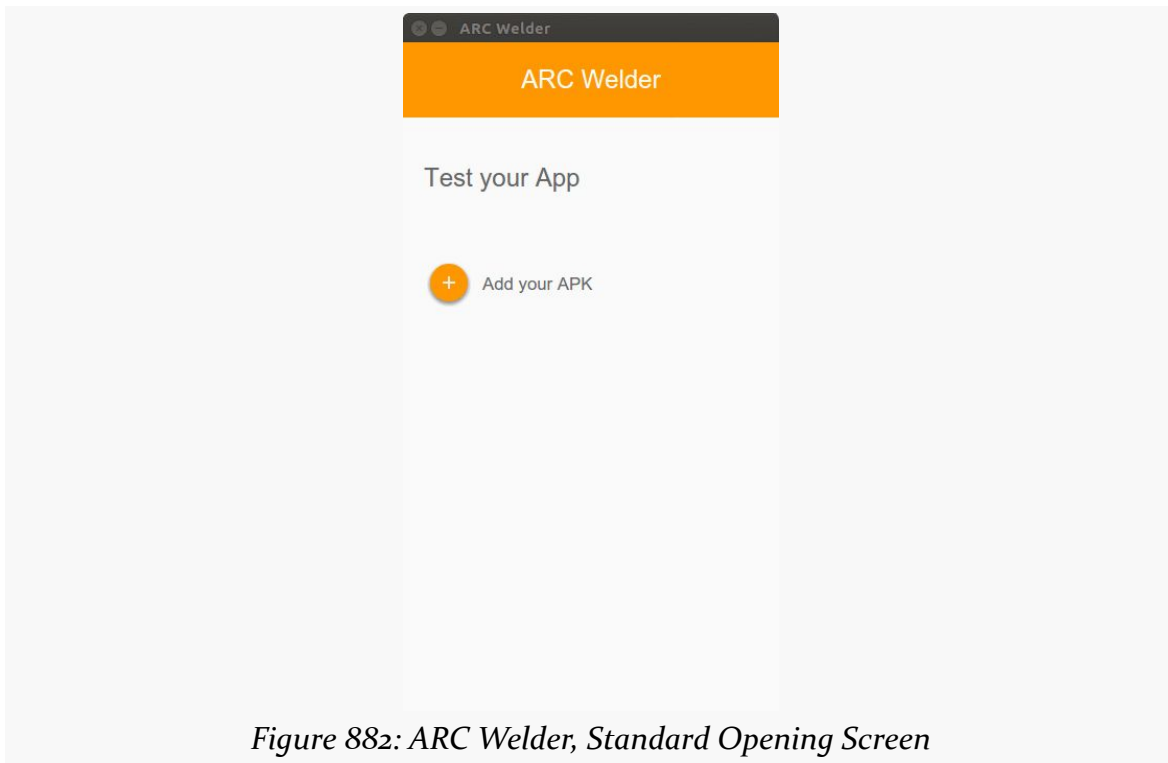 ARC Welder
ARC Welder
Test your App
+ Add your APK
Figure 882: ARC Welder, Standard Opening Screen